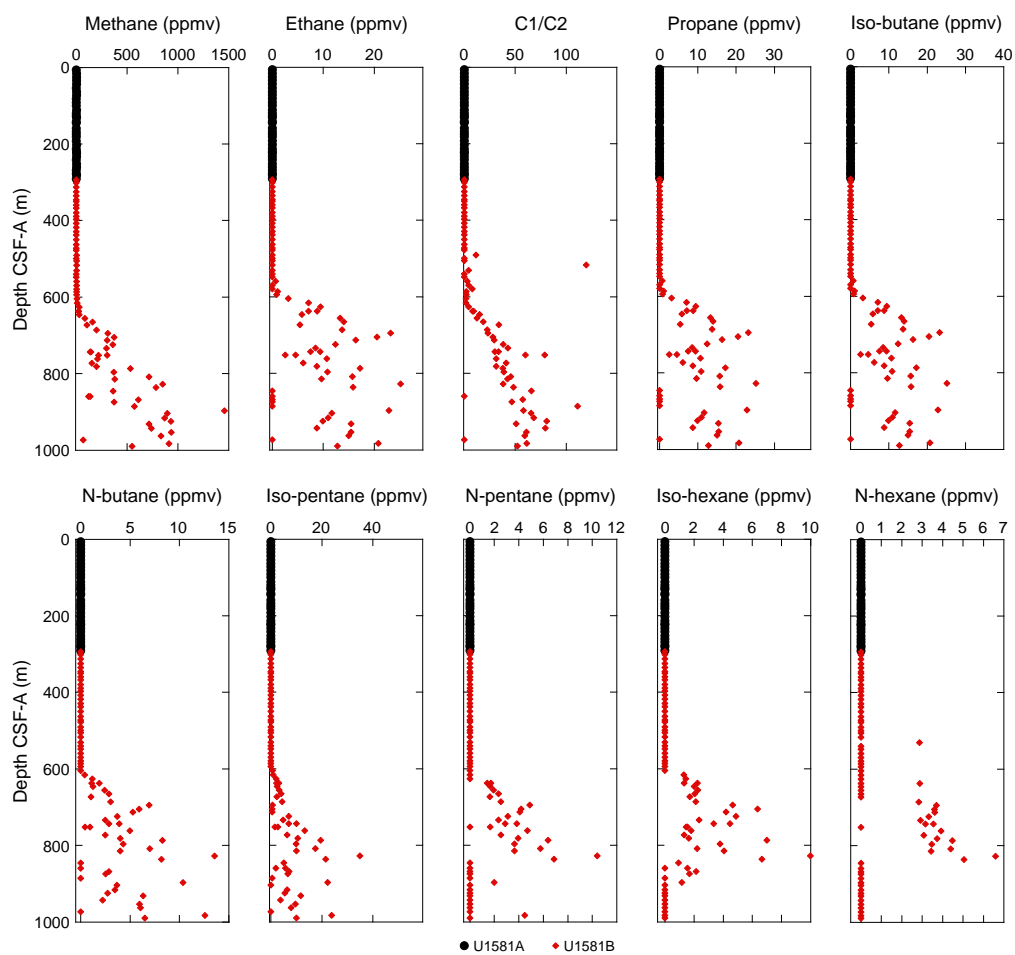 Methane (ppmv) Ethane (ppmv) C1/C2 Propane (ppmv) Iso-butane (ppmv)
0 500 1000 1500 0 10 20 0 50 100 0 10 20 30 0 10 20 30 40
0
200
400
600
800
1000
Depth CSF-A (m)
N-butane (ppmv) Iso-pentane (ppmv) N-pentane (ppmv) Iso-hexane (ppmv) N-hexane (ppmv)
0 5 10 15 0 20 40 0 2 4 6 8 10 12 0 2 4 6 8 10 0 1 2 3 4 5 6 7
0
200
400
600
800
1000
Depth CSF-A (m)
U1581A U1581B